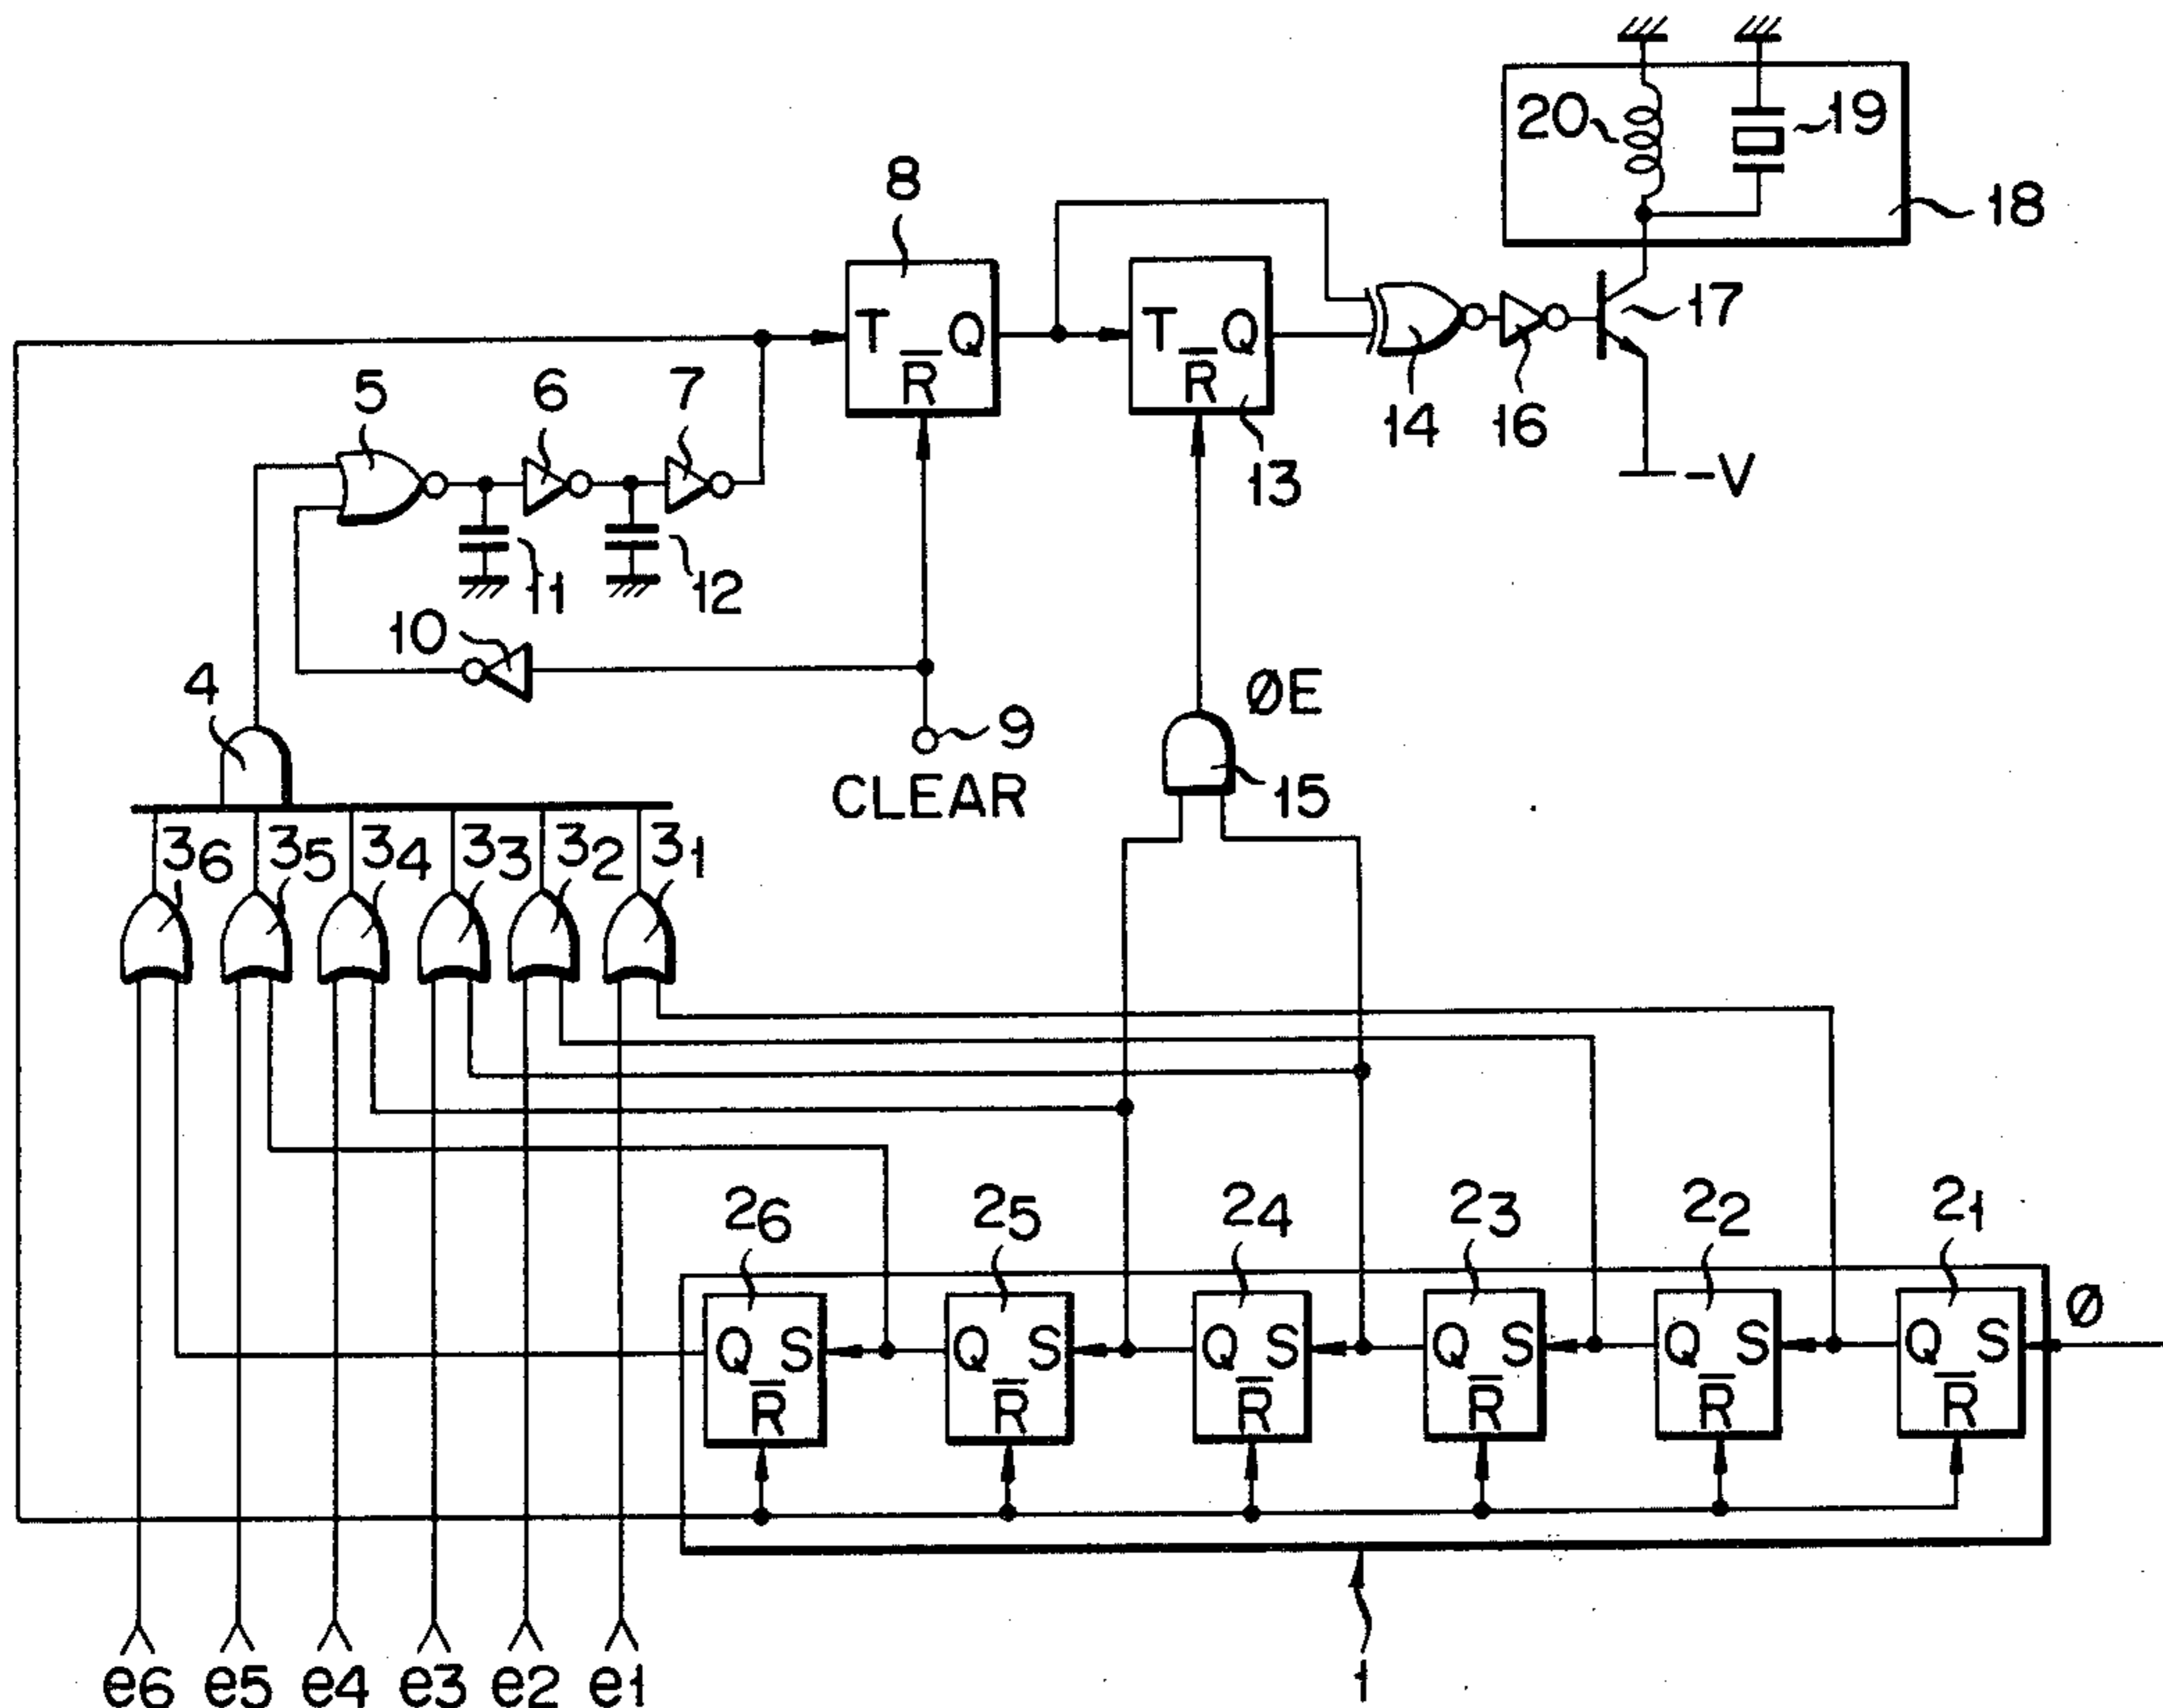 20
19
18
8
T Q
R̅
T Q
R̅
17
5
6
7
14
16
13
-V
11
12
10
4
9
CLEAR
ØE
15
3₆
3₅
3₄
3₃
3₂
3₁
2₆
2₅
2₄
2₃
2₂
2₁
Ø
Q S
R̅
Q S
R̅
Q S
R̅
Q S
R̅
Q S
R̅
Q S
R̅
e6
e5
e4
e3
e2
e1
1